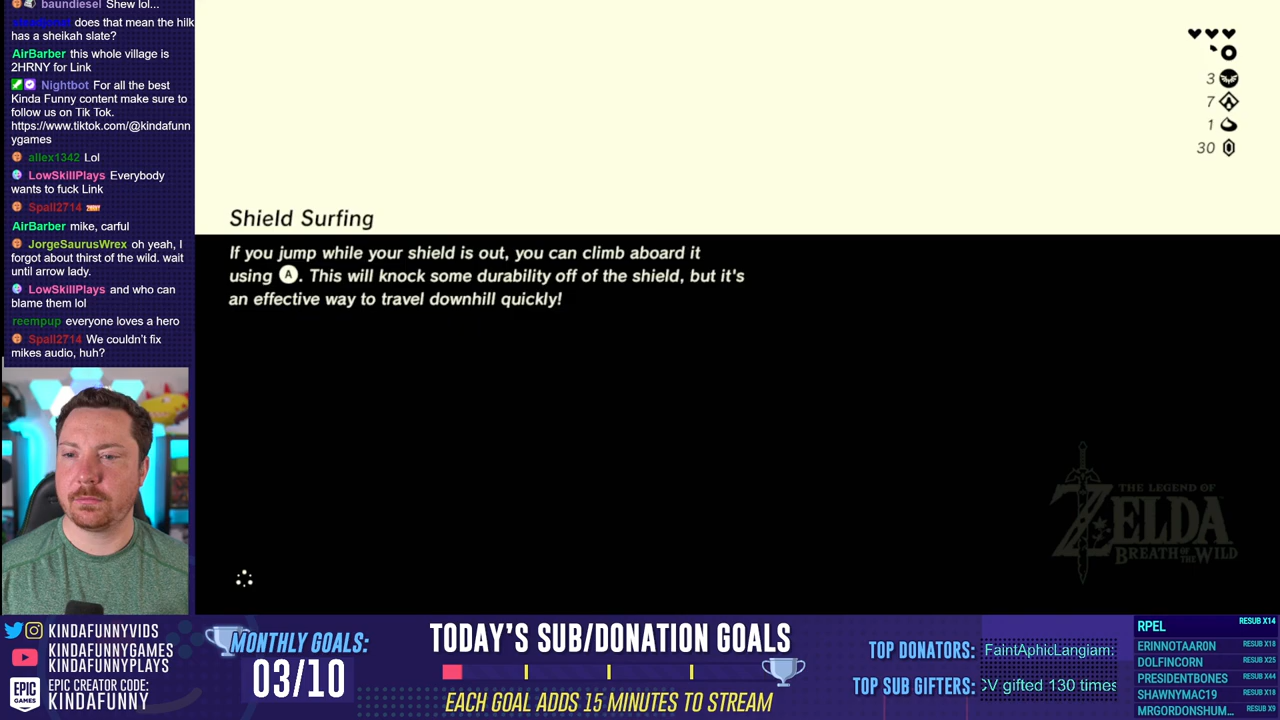 baundiesel Shew lol...
does that mean the hilk
has a sheikah slate?
AirBarber this whole village is
2HRNY for Link
Nightbot For all the best
Kinda Funny content make sure to
follow us on Tik Tok.
https://www.tiktok.com/@kindafunn
ygames
allex1342 Lol
LowSkillPlays Everybody
wants to fuck Link
Spall2714
AirBarber mike, carful
JorgeSaurusWrex oh yeah, I
forgot about thirst of the wild. wait
until arrow lady.
LowSkillPlays and who can
blame them lol
reempup everyone loves a hero
Spall2714 We couldn't fix
mikes audio, huh?
3
7
1
30
Shield Surfing
If you jump while your shield is out, you can climb aboard it
using A. This will knock some durability off of the shield, but it's
an effective way to travel downhill quickly!
THE LEGEND OF
ZELDA
BREATH OF THE WILD
KINDAFUNNYVIDS
KINDAFUNNYGAMES
KINDAFUNNYPLAYS
EPIC GAMES
EPIC CREATOR CODE:
KINDAFUNNY
MONTHLY GOALS:
03/10
TODAY'S SUB/DONATION GOALS
EACH GOAL ADDS 15 MINUTES TO STREAM
TOP DONATORS: FaintAphicLangiam:
TOP SUB GIFTERS: CV gifted 130 times
RPEL RESUB X14
ERINNOTAAR0N RESUB X18
DOLFINCORN RESUB X25
PRESIDENTBONES RESUB X44
SHAWNYMAC19 RESUB X18
MRGORDONSHUM... RESUB X9